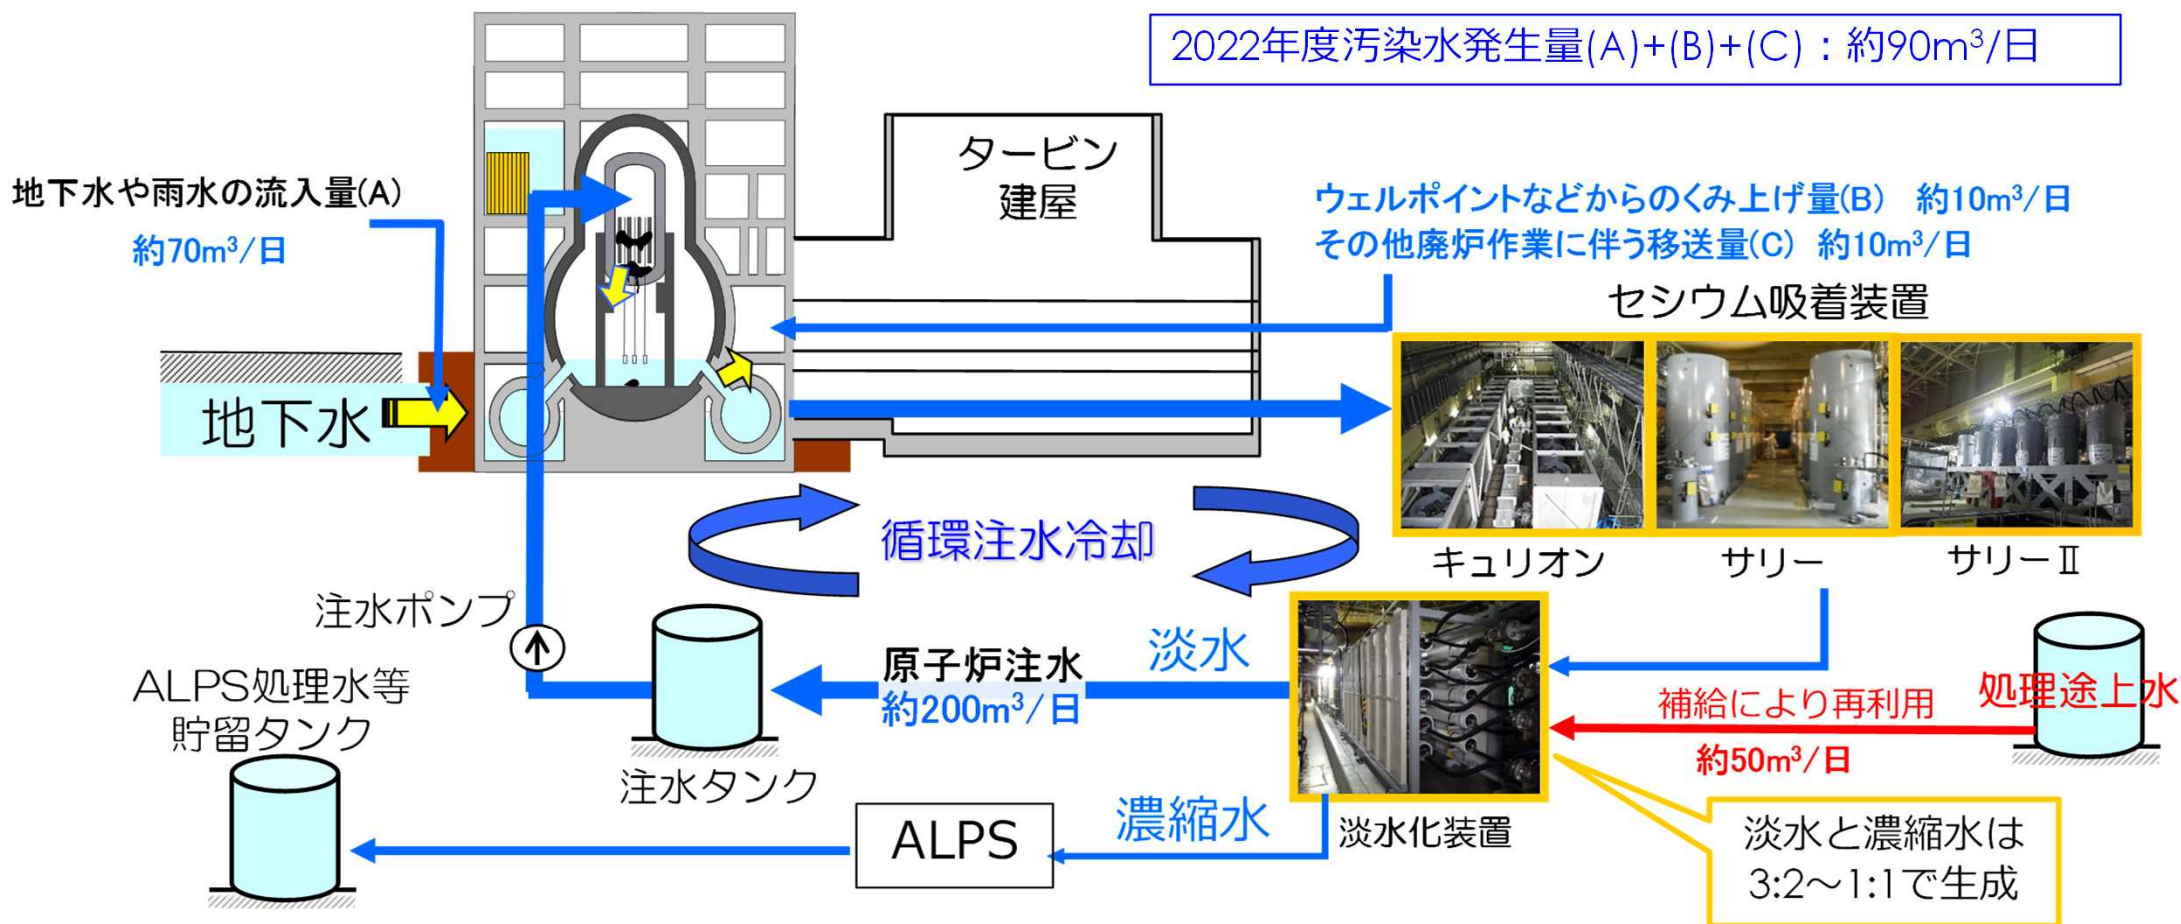 2022年度汚染水発生量(A)+(B)+(C)：約90m³/日
タービン
建屋
地下水や雨水の流入量(A)
約70m³/日
ウェルポイントなどからのくみ上げ量(B) 約10m³/日
その他廃炉作業に伴う移送量(C) 約10m³/日
セシウム吸着装置
地下水
循環注水冷却
キュリオン
サリー
サリーⅡ
注水ポンプ
原子炉注水
約200m³/日
淡水
補給により再利用
約50m³/日
処理途上水
ALPS処理水等
貯留タンク
注水タンク
濃縮水
ALPS
淡水化装置
淡水と濃縮水は
3:2～1:1で生成